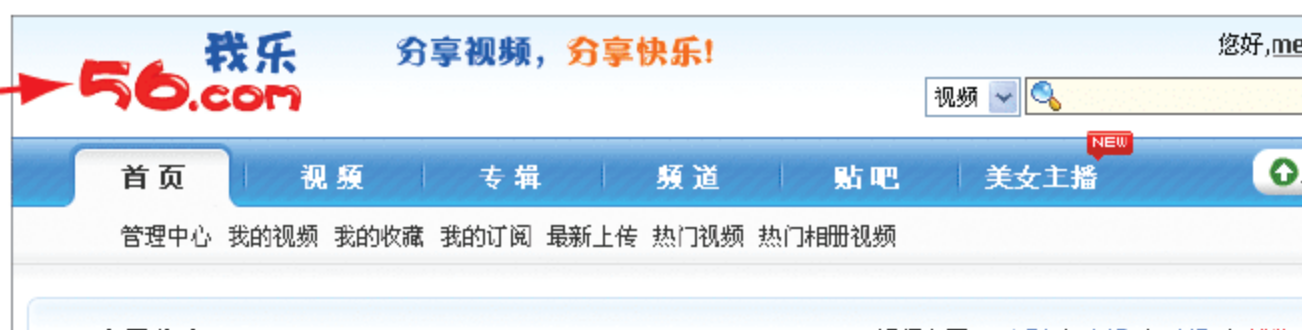 我乐
56.com
分享视频，分享快乐!
您好,me
视频
NEW
首页 视频 专辑 频道 贴吧 美女主播
管理中心 我的视频 我的收藏 我的订阅 最新上传 热门视频 热门相册视频